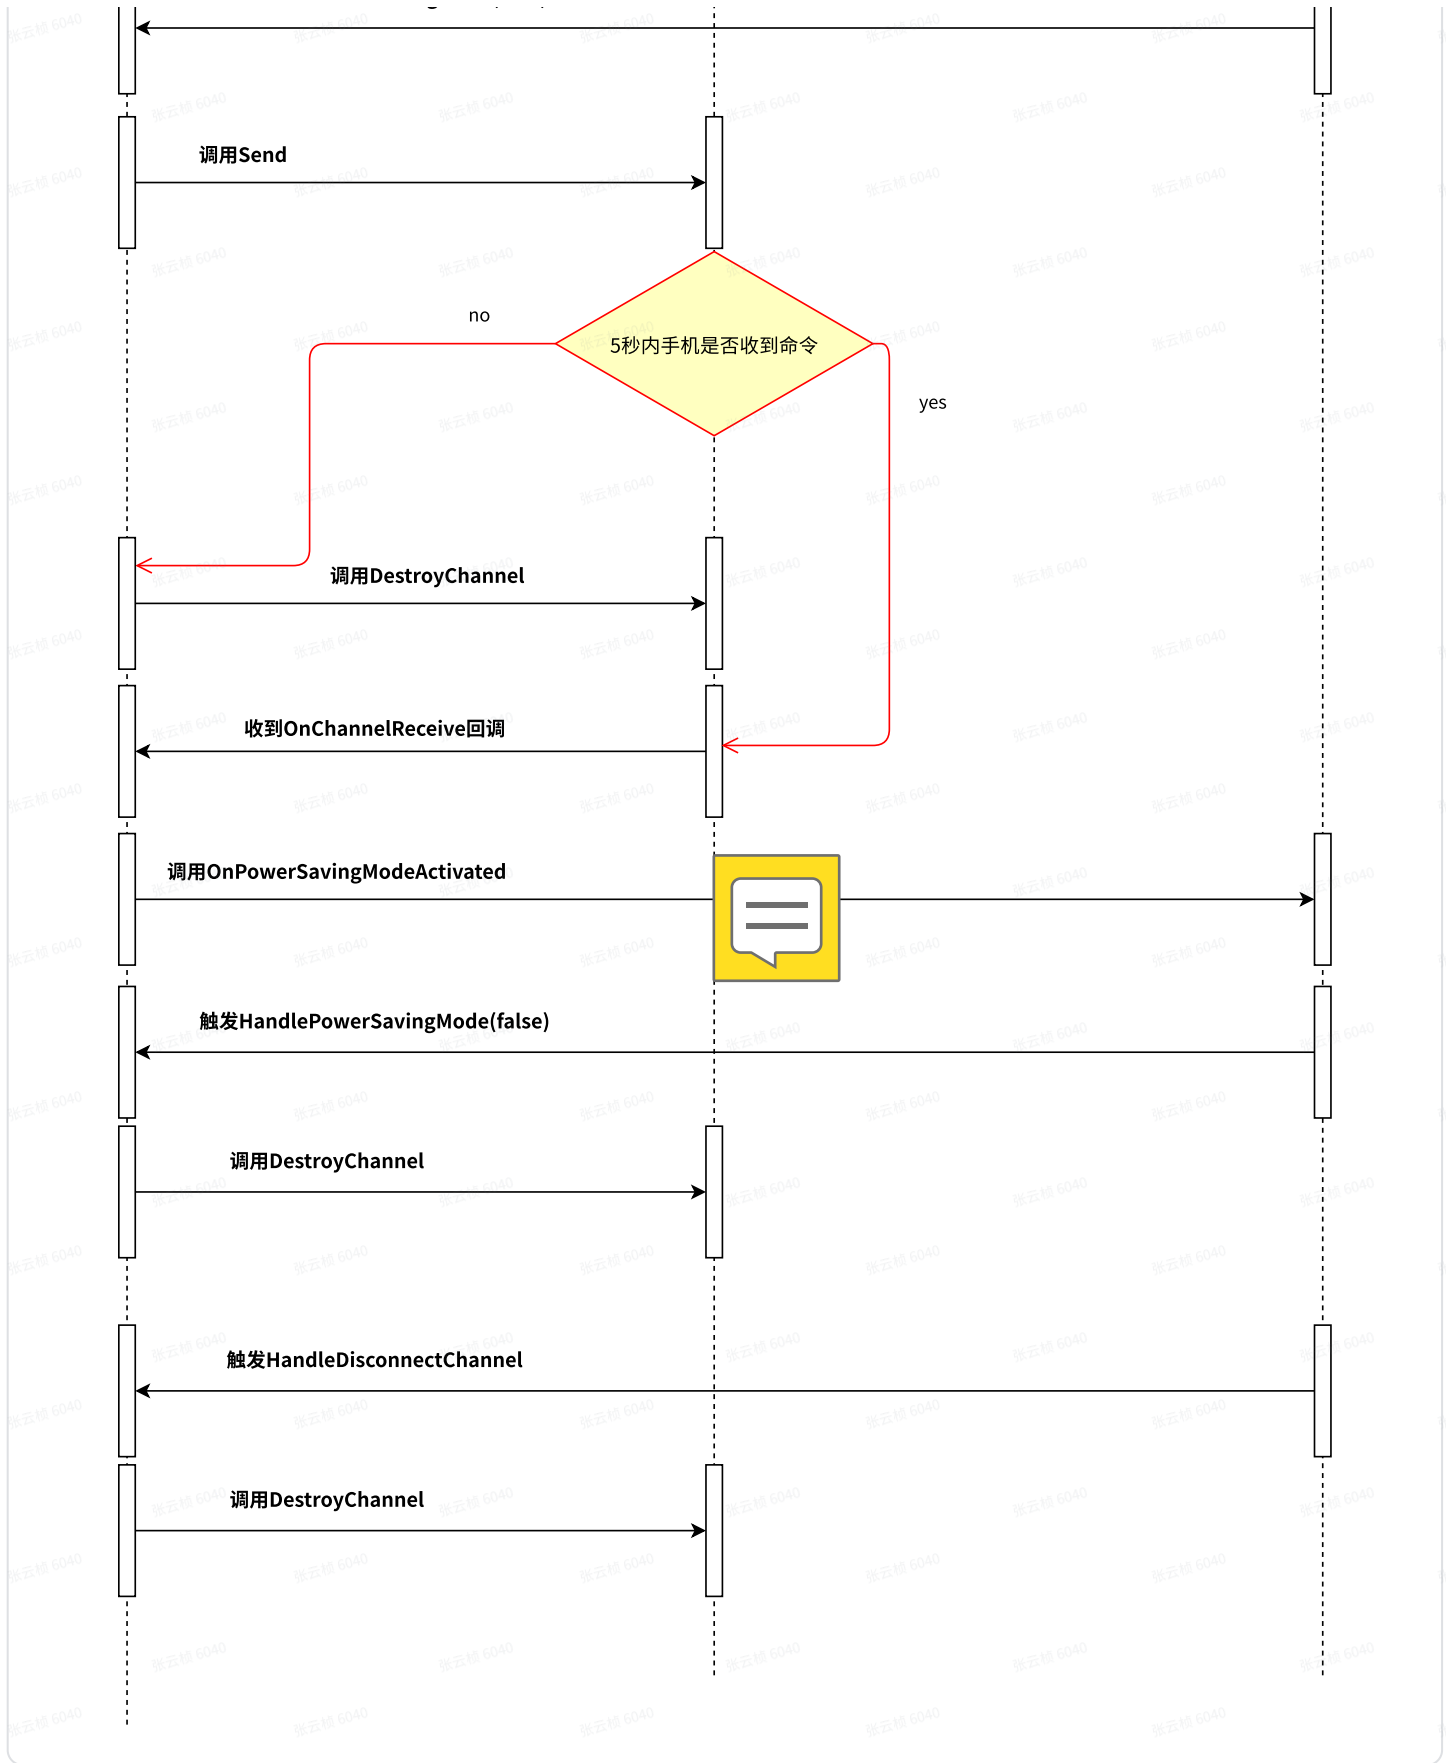 调用Send
no
5秒内手机是否收到命令
yes
调用DestroyChannel
收到OnChannelReceive回调
调用OnPowerSavingModeActivated
触发HandlePowerSavingMode(false)
调用DestroyChannel
触发HandleDisconnectChannel
调用DestroyChannel
张云桢 6040